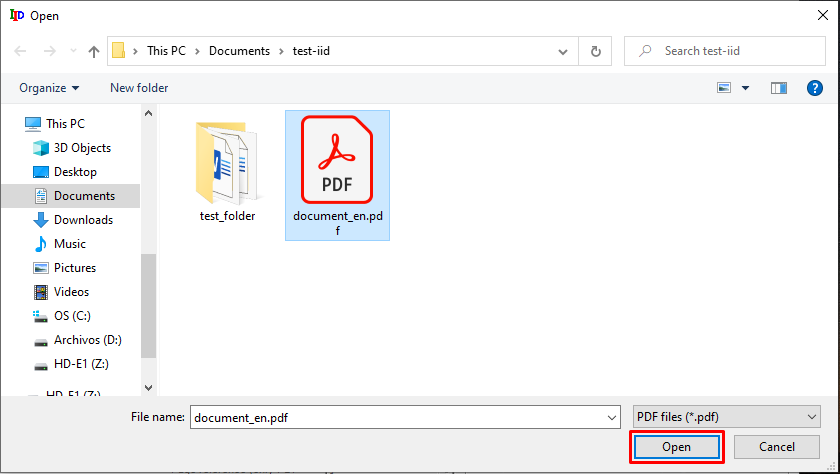 IID Open
This PC > Documents > test-iid
Search test-iid
Organize
New folder
?
This PC
3D Objects
Desktop
Documents
Downloads
Music
Pictures
Videos
OS (C:)
Archivos (D:)
HD-E1 (Z:)
HD-E1 (Z:)
test_folder
PDF
document_en.pd
f
File name:
document_en.pdf
PDF files (*.pdf)
Open
Cancel